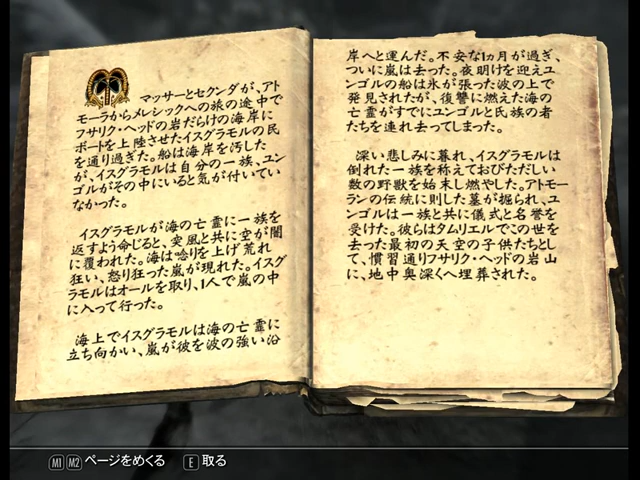 マッサーとセクンダが、アト
モーラからメレシックへの旅の途中で
フサリク・ヘッドの岩だらけの海岸に
ボートを上陸させたイスグラモルの民
を通り過ぎた。船は海岸を汚した
が、イスグラモルは自分の一族、ユン
ゴルがその中にいると気が付いてい
なかった。
イスグラモルが海の亡霊に一族を
返すよう命じると、突風と共に空が闇
に覆われた。海は唸りを上げ荒れ
狂い、怒り狂った嵐が現れた。イスグ
ラモルはオールを取り、1人で嵐の中
に入って行った。
海上でイスグラモルは海の亡霊に
立ち向かい、嵐が彼を波の強い沿
岸へと運んだ。不安な1ヵ月が過ぎ、
ついに嵐は去った。夜明けを迎えユ
ンゴルの船は氷が張った波の上で
発見されたが、復讐に燃えた海の
亡霊がすでにユンゴルと氏族の者
たちを連れ去ってしまった。
深い悲しみに暮れ、イスグラモルは
倒れた一族を称えておびただしい
数の野獣を始末し燃やした。アトモー
ランの伝統に則した墓が掘られ、ユ
ンゴルは一族と共に儀式と名誉を
受けた。彼らはタムリエルでこの世を
去った最初の天空の子供たちとし
て、慣習通りフサリク・ヘッドの岩山
に、地中奥深くへ埋葬された。
M1 M2 ページをめくる E 取る